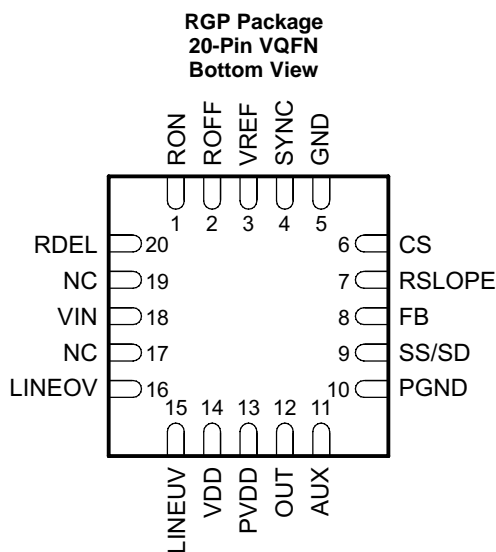 RGP Package
20-Pin VQFN
Bottom View
RON
ROFF
VREF
SYNC
GND
1 2 3 4 5
RDEL 20 6 CS
NC 19 7 RSLOPE
VIN 18 8 FB
NC 17 9 SS/SD
LINEOV 16 10 PGND
15 14 13 12 11
LINEUV
VDD
PVDD
OUT
AUX